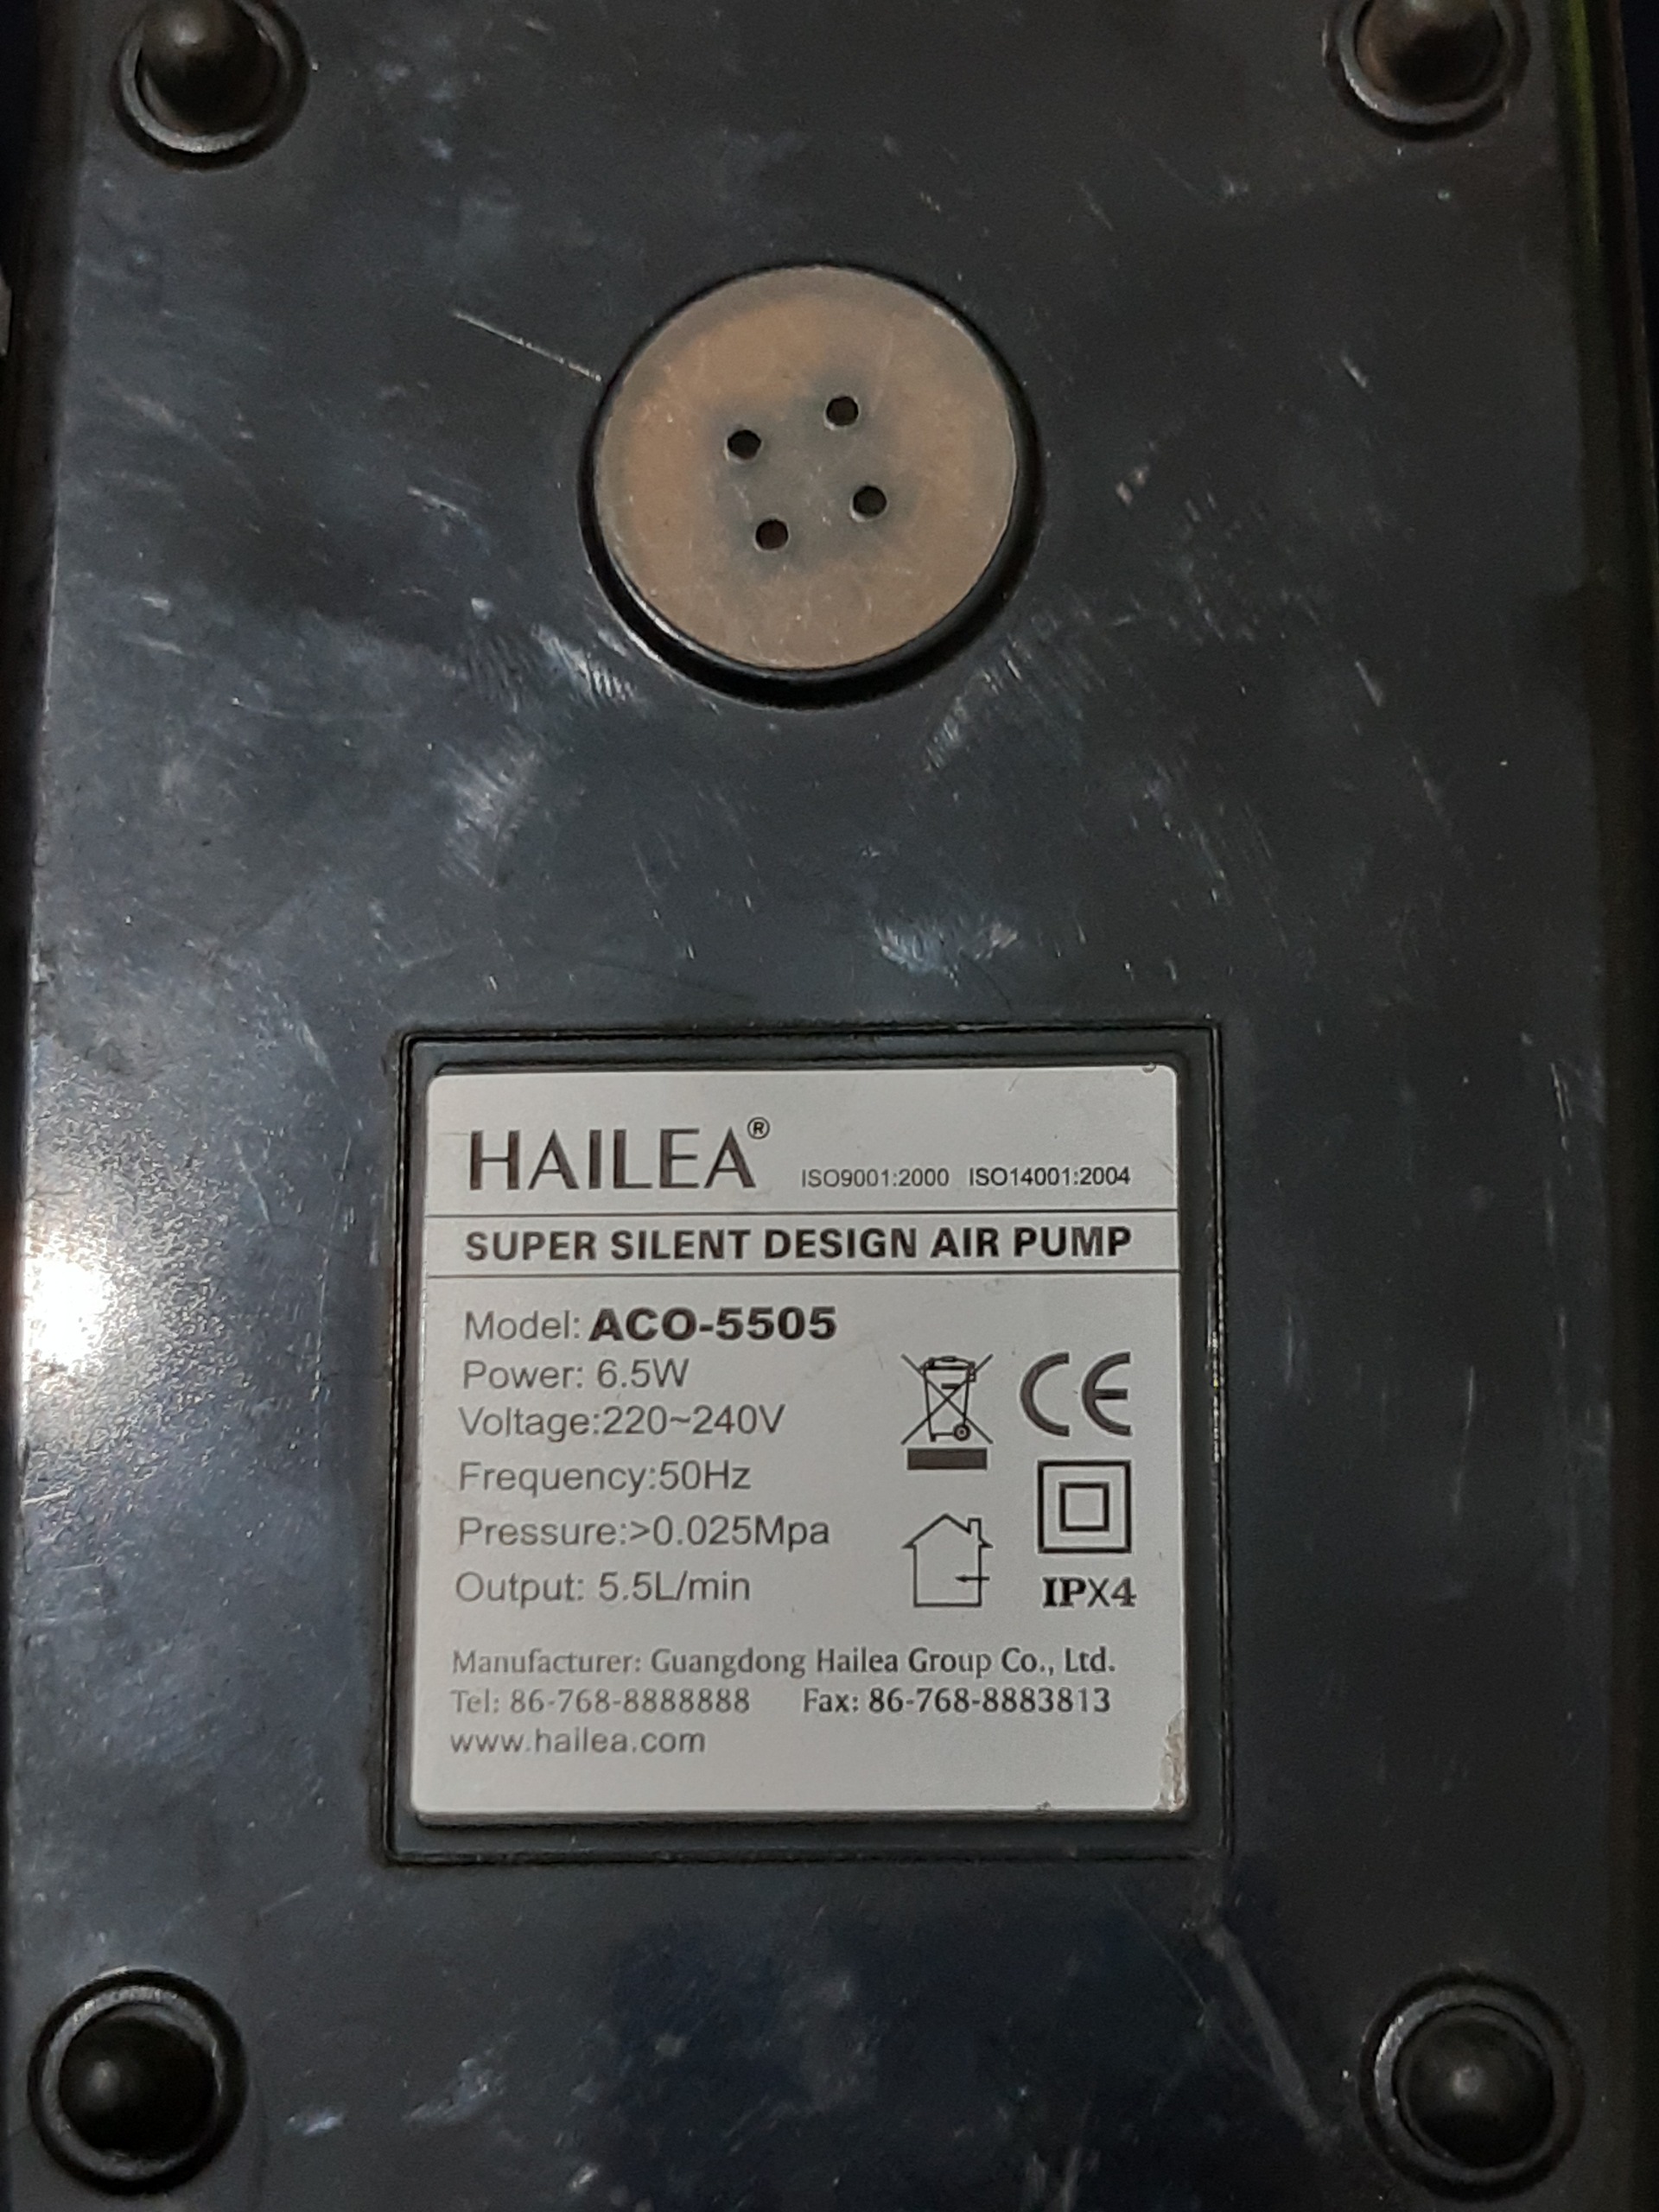 HAILEA® ISO9001:2000 ISO14001:2004
SUPER SILENT DESIGN AIR PUMP
Model: ACO-5505
Power: 6.5W
Voltage:220~240V
CE
Frequency:50Hz
Pressure:>0.025Mpa
Output: 5.5L/min
IPX4
Manufacturer: Guangdong Hailea Group Co., Ltd.
Tel: 86-768-8888888 Fax: 86-768-8883813
www.hailea.com